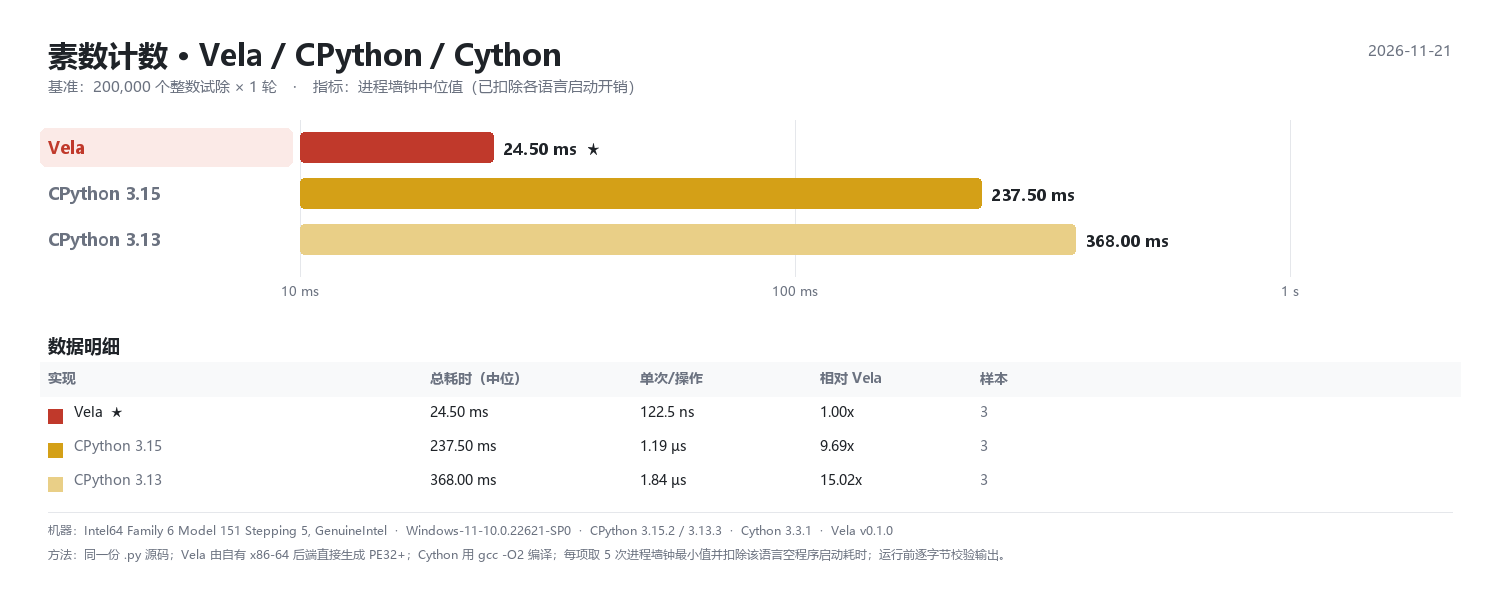 素数计数 • Vela / CPython / Cython
2026-11-21
基准：200,000 个整数试除 × 1 轮 · 指标：进程墙钟中位值（已扣除各语言启动开销）
Vela 24.50 ms ★
CPython 3.15 237.50 ms
CPython 3.13 368.00 ms
10 ms 100 ms 1 s
数据明细
实现 总耗时（中位） 单次/操作 相对 Vela 样本
Vela ★ 24.50 ms 122.5 ns 1.00x 3
CPython 3.15 237.50 ms 1.19 µs 9.69x 3
CPython 3.13 368.00 ms 1.84 µs 15.02x 3
机器：Intel64 Family 6 Model 151 Stepping 5, GenuineIntel · Windows-11-10.0.22621-SP0 · CPython 3.15.2 / 3.13.3 · Cython 3.3.1 · Vela v0.1.0
方法：同一份 .py 源码；Vela 由自有 x86-64 后端直接生成 PE32+；Cython 用 gcc -O2 编译；每项取 5 次进程墙钟最小值并扣除该语言空程序启动耗时；运行前逐字节校验输出。